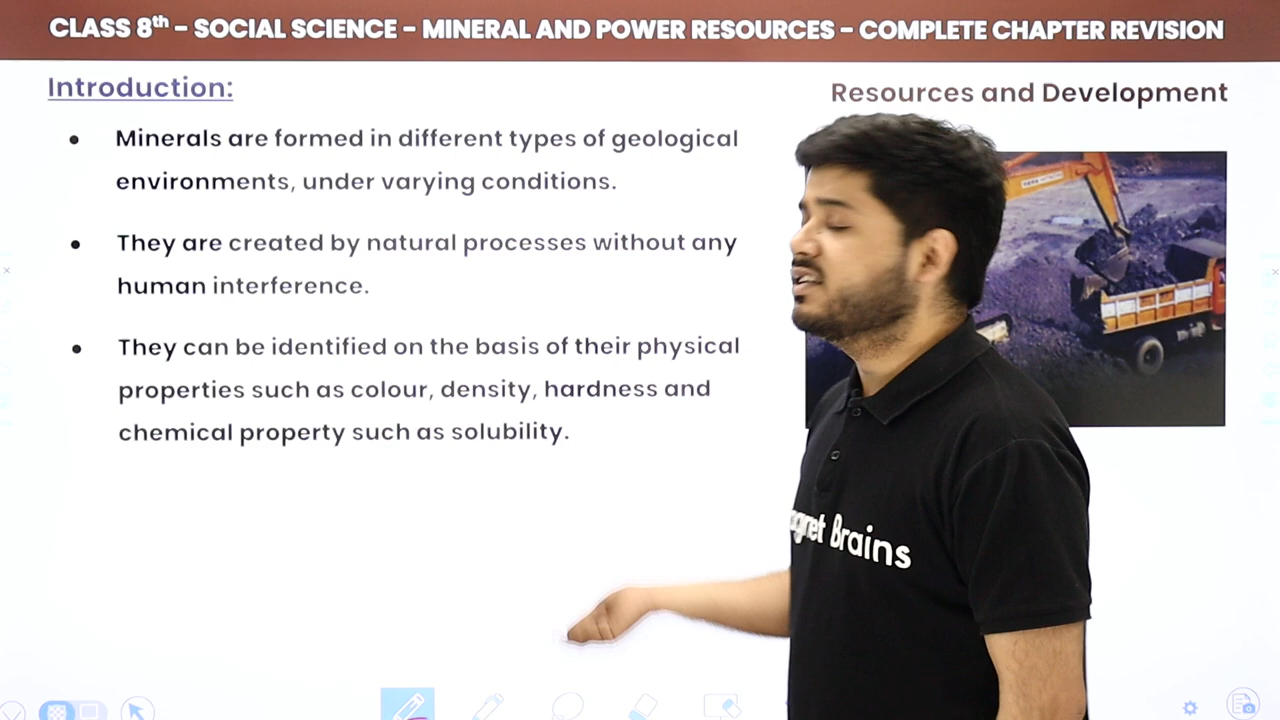 CLASS 8th - SOCIAL SCIENCE - MINERAL AND POWER RESOURCES - COMPLETE CHAPTER REVISION
Introduction:
Resources and Development
• Minerals are formed in different types of geological
environments, under varying conditions.
• They are created by natural processes without any
human interference.
• They can be identified on the basis of their physical
properties such as colour, density, hardness and
chemical property such as solubility.
Brains